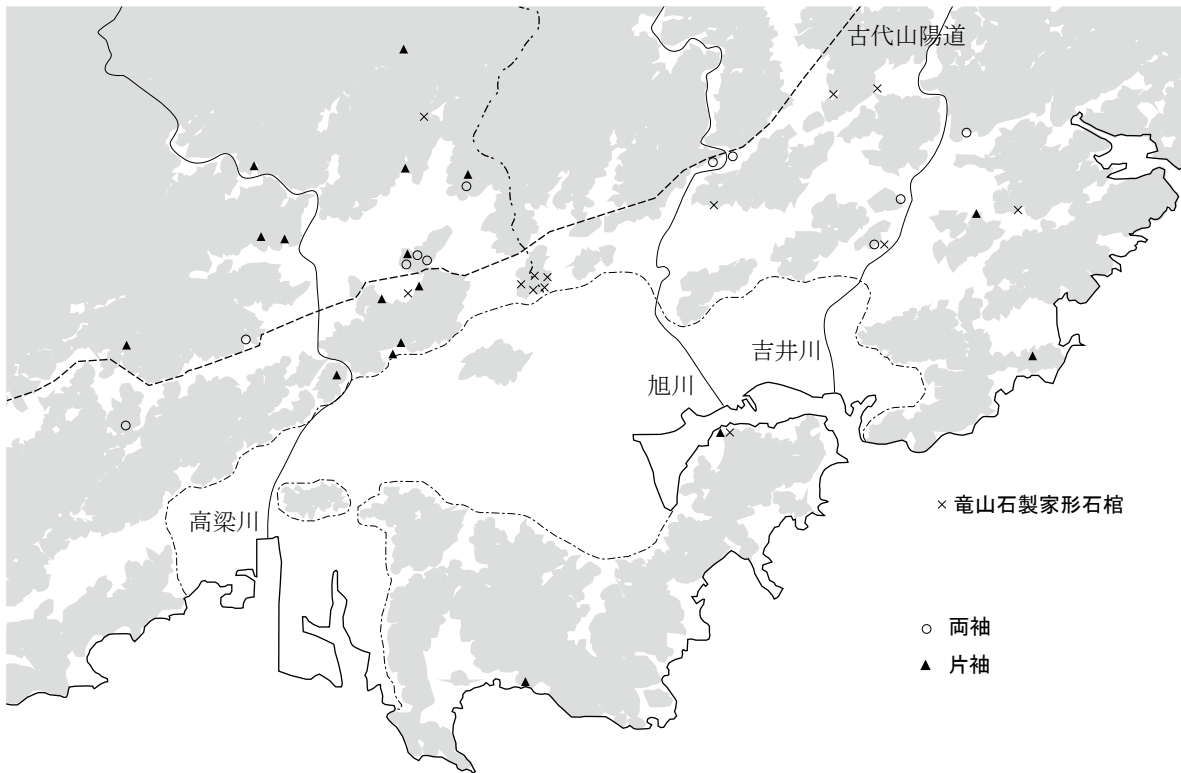 古代山陽道
吉井川
旭川
高梁川
× 竜山石製家形石棺
○ 両袖
▲ 片袖